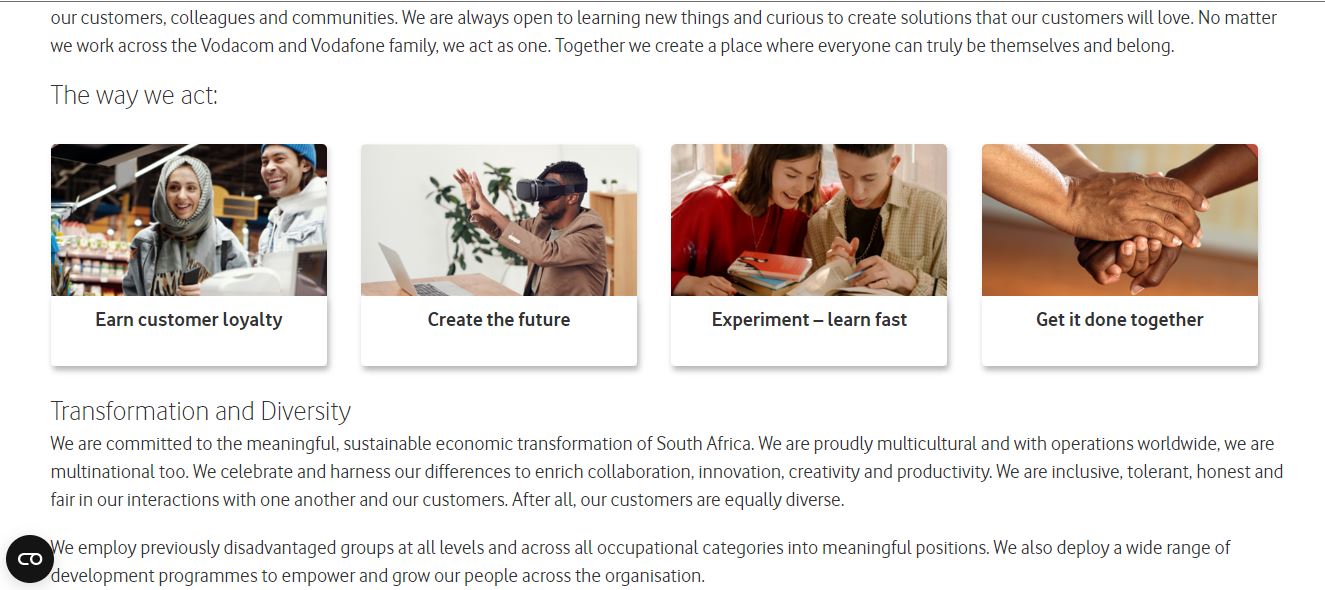 our customers, colleagues and communities. We are always open to learning new things and curious to create solutions that our customers will love. No matter
we work across the Vodacom and Vodafone family, we act as one. Together we create a place where everyone can truly be themselves and belong.
The way we act:
Earn customer loyalty
Create the future
Experiment – learn fast
Get it done together
Transformation and Diversity
We are committed to the meaningful, sustainable economic transformation of South Africa. We are proudly multicultural and with operations worldwide, we are
multinational too. We celebrate and harness our differences to enrich collaboration, innovation, creativity and productivity. We are inclusive, tolerant, honest and
fair in our interactions with one another and our customers. After all, our customers are equally diverse.
We employ previously disadvantaged groups at all levels and across all occupational categories into meaningful positions. We also deploy a wide range of
development programmes to empower and grow our people across the organisation.